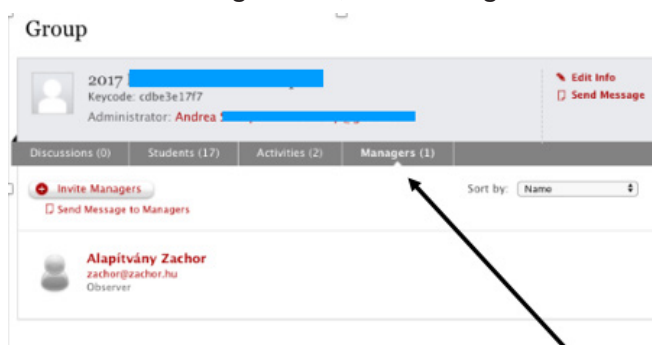 Group
2017
Keycode: cdbe3e17f7
Administrator: Andrea
Edit Info
Send Message
Discussions (0) Students (17) Activities (2) Managers (1)
Invite Managers
Sort by: Name
Send Message to Managers
Alapítvány Zachor
zachor@zachor.hu
Observer